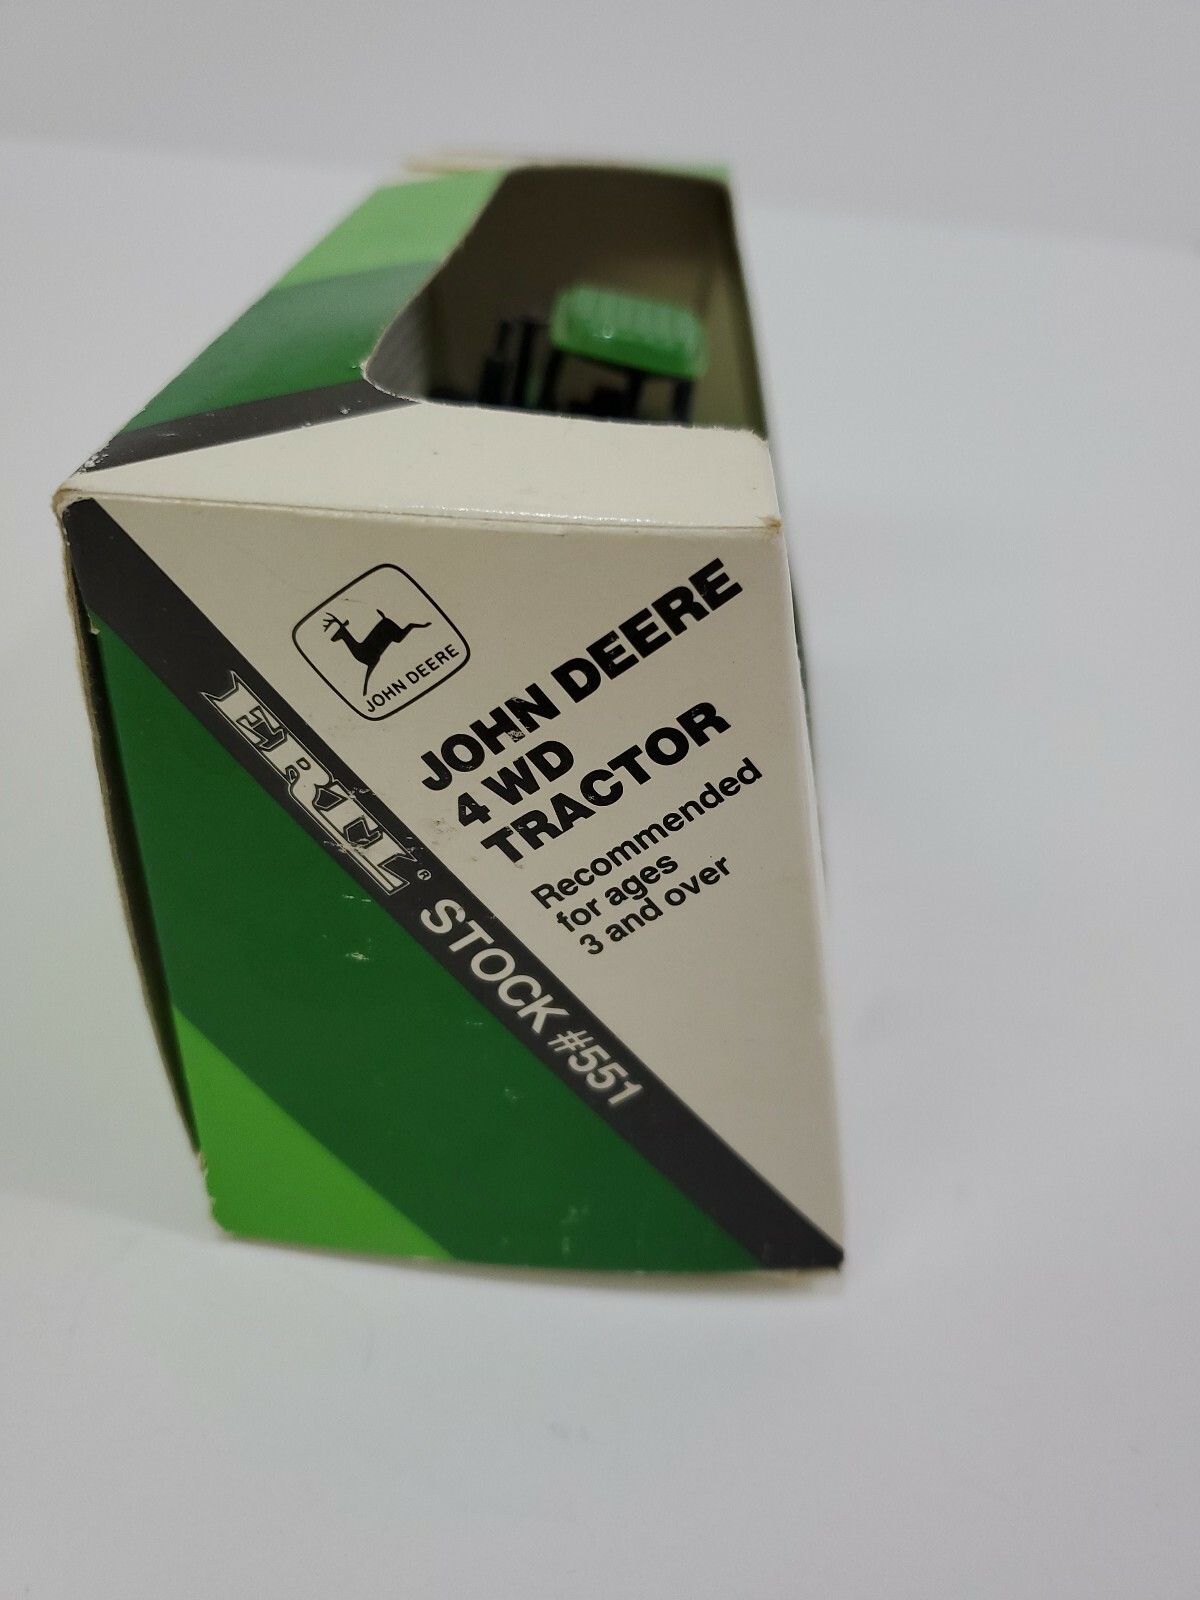 JOHN DEERE
JOHN DEERE
4 WD
TRACTOR
Recommended
for ages
3 and over
ERTL® STOCK #551